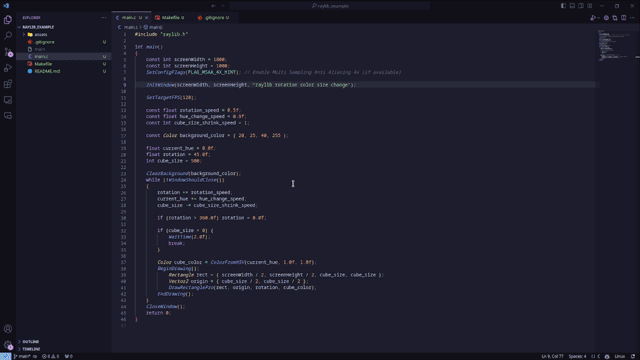 raylib_example
EXPLORER
RAYLIB_EXAMPLE
assets
.gitignore
main
main.c
Makefile
README.md
OUTLINE
TIMELINE
main.c U
Makefile U
.gitignore U
main.c > main()
#include "raylib.h"
int main()
{
const int screenWidth = 1000;
const int screenHeight = 1000;
SetConfigFlags(FLAG_MSAA_4X_HINT); // Enable Multi Sampling Anti Aliasing 4x (if available)
InitWindow(screenWidth, screenHeight, "raylib rotation color size change");
SetTargetFPS(120);
const float rotation_speed = 0.5f;
const float hue_change_speed = 0.5f;
const int cube_size_shrink_speed = 1;
const Color background_color = { 20, 25, 40, 255 };
float current_hue = 0.0f;
float rotation = 45.0f;
int cube_size = 500;
ClearBackground(background_color);
while (!WindowShouldClose())
{
rotation += rotation_speed;
current_hue += hue_change_speed;
cube_size -= cube_size_shrink_speed;
if (rotation > 360.0f) rotation = 0.0f;
if (cube_size < 0) {
WaitTime(2.0f);
break;
}
Color cube_color = ColorFromHSV(current_hue, 1.0f, 1.0f);
BeginDrawing();
Rectangle rect = { screenWidth / 2, screenHeight / 2, cube_size, cube_size };
Vector2 origin = { cube_size / 2, cube_size / 2 };
DrawRectanglePro(rect, origin, rotation, cube_color);
EndDrawing();
}
CloseWindow();
return 0;
}
main*
Ln 9, Col 77
Spaces: 4
C
Linux